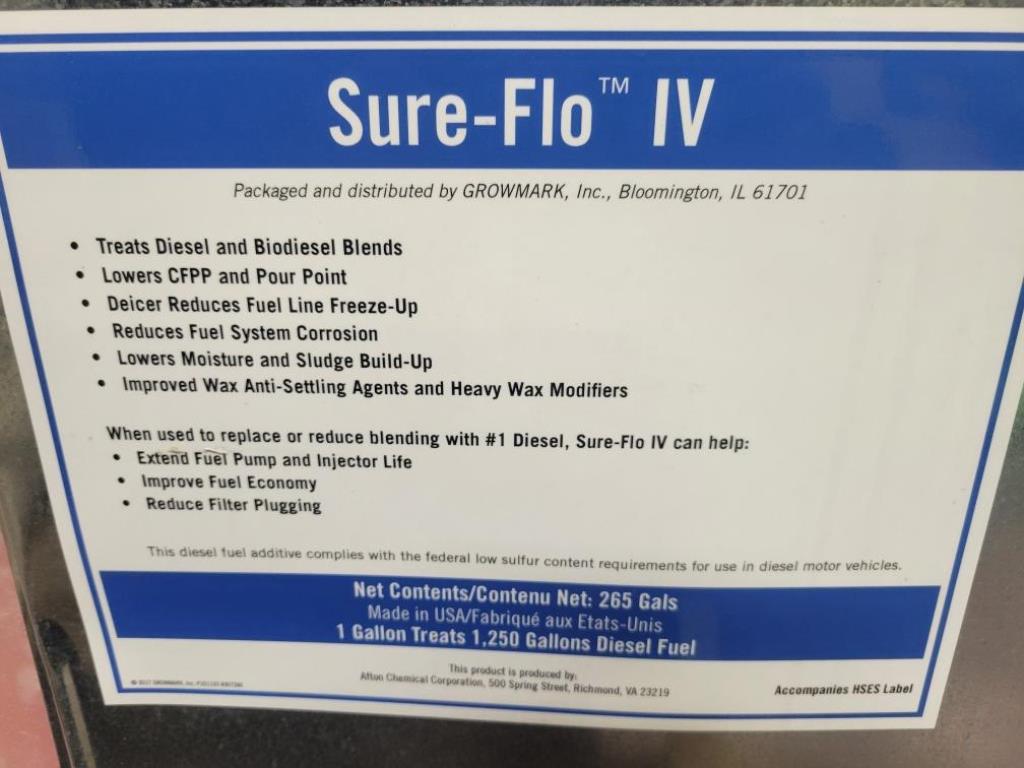 Sure-Flo™ IV
Packaged and distributed by GROWMARK, Inc., Bloomington, IL 61701
• Treats Diesel and Biodiesel Blends
• Lowers CFPP and Pour Point
• Deicer Reduces Fuel Line Freeze-Up
• Reduces Fuel System Corrosion
• Lowers Moisture and Sludge Build-Up
• Improved Wax Anti-Settling Agents and Heavy Wax Modifiers
When used to replace or reduce blending with #1 Diesel, Sure-Flo IV can help:
• Extend Fuel Pump and Injector Life
• Improve Fuel Economy
• Reduce Filter Plugging
This diesel fuel additive complies with the federal low sulfur content requirements for use in diesel motor vehicles.
Net Contents/Contenu Net: 265 Gals
Made in USA/Fabriqué aux Etats-Unis
1 Gallon Treats 1,250 Gallons Diesel Fuel
This product is produced by:
Afton Chemical Corporation, 500 Spring Street, Richmond, VA 23219
GROWMARK, Inc.
Accompanies HSES Label